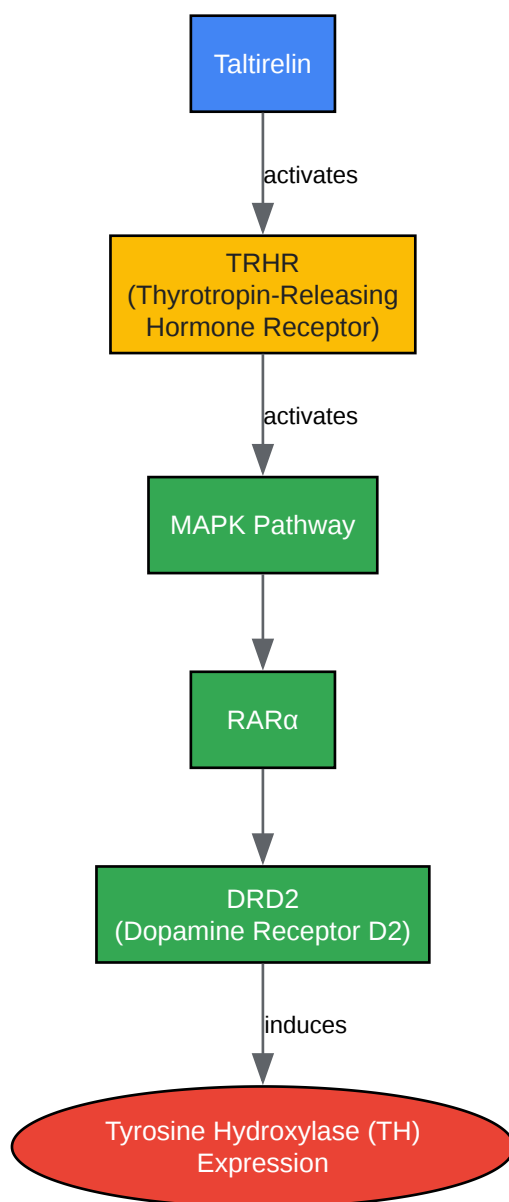 Taltirelin
activates
TRHR
(Thyrotropin-Releasing
Hormone Receptor)
activates
MAPK Pathway
RARα
DRD2
(Dopamine Receptor D2)
induces
Tyrosine Hydroxylase (TH)
Expression